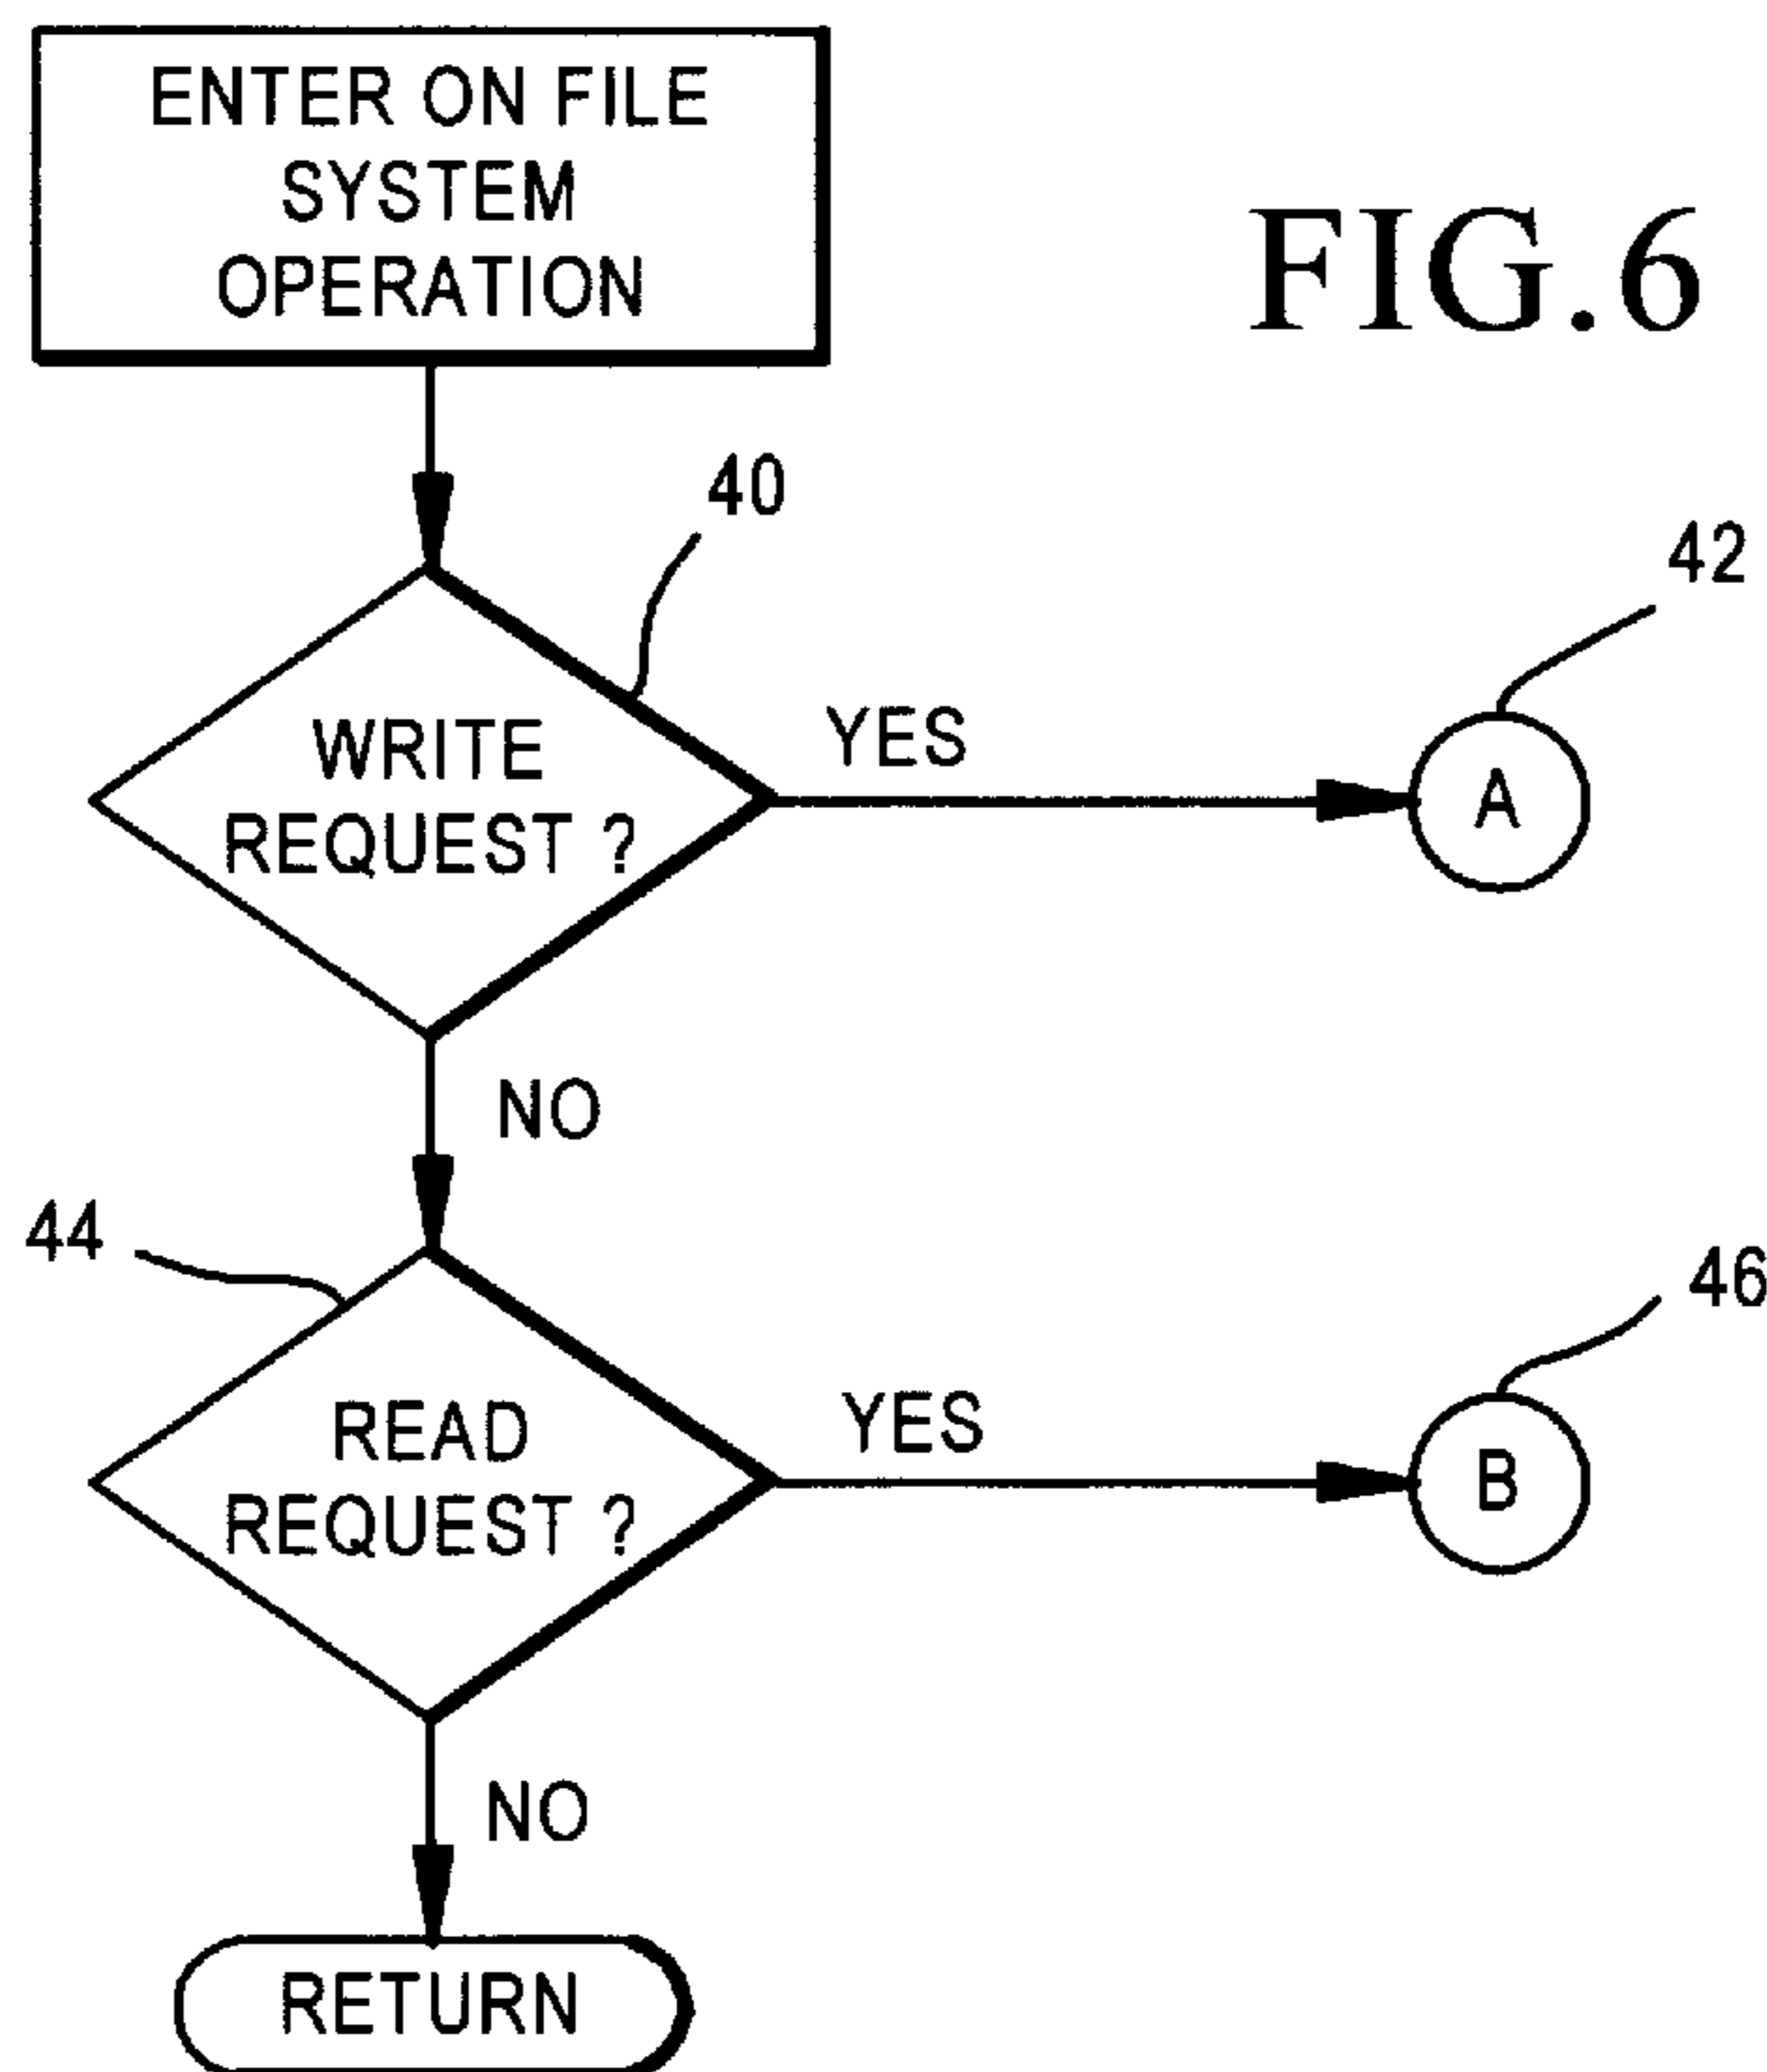 ENTER ON FILE
SYSTEM
OPERATION
FIG.6
40
42
WRITE
REQUEST ?
YES
A
NO
44
46
READ
REQUEST ?
YES
B
NO
RETURN